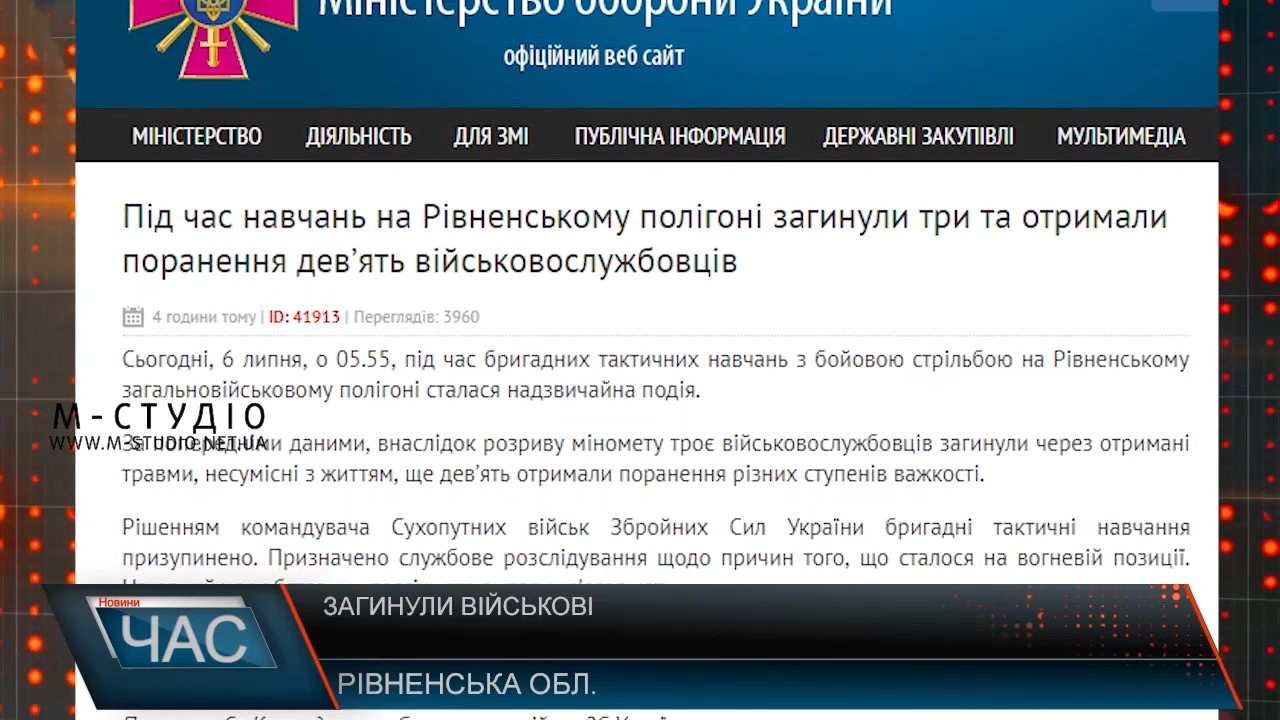 Міністерство оборони України
офіційний веб сайт
МІНІСТЕРСТВО ДІЯЛЬНІСТЬ ДЛЯ ЗМІ ПУБЛІЧНА ІНФОРМАЦІЯ ДЕРЖАВНІ ЗАКУПІВЛІ МУЛЬТИМЕДІА
Під час навчань на Рівненському полігоні загинули три та отримали
поранення дев’ять військовослужбовців
4 години тому | ID: 41913 | Переглядів: 3960
Сьогодні, 6 липня, о 05.55, під час бригадних тактичних навчань з бойовою стрільбою на Рівненському
загальновійськовому полігоні сталася надзвичайна подія.
М-СТУДІО
WWW.M-STUDIO.NET.UA
За попередніми даними, внаслідок розриву міномету троє військовослужбовців загинули через отримані
травми, несумісні з життям, ще дев'ять отримали поранення різних ступенів важкості.
Рішенням командувача Сухопутних військ Збройних Сил України бригадні тактичні навчання
призупинено. Призначено службове розслідування щодо причин того, що сталося на вогневій позиції.
Новини
ЧАС
ЗАГИНУЛИ ВІЙСЬКОВІ
РІВНЕНСЬКА ОБЛ.